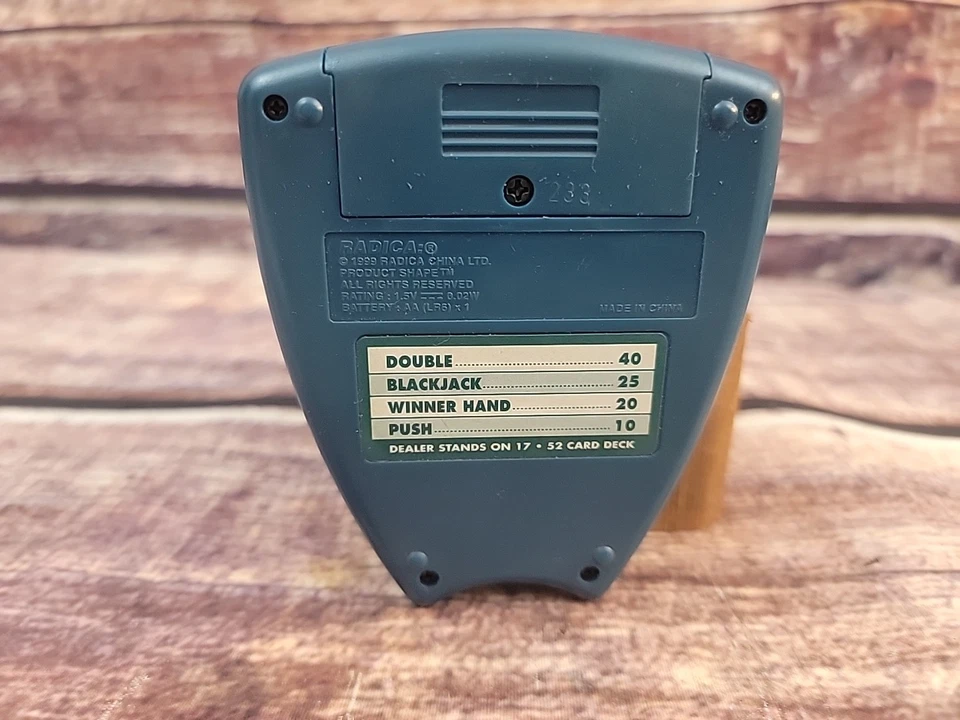 233
RADICA:®
© 1999 RADICA CHINA LTD.
PRODUCT SHAPE™
ALL RIGHTS RESERVED
RATING : 1.5V ⎓ 0.02W
BATTERY : AA (LR6) x 1
MADE IN CHINA
DOUBLE........................................ 40
BLACKJACK................................. 25
WINNER HAND.......................... 20
PUSH............................................. 10
DEALER STANDS ON 17 • 52 CARD DECK